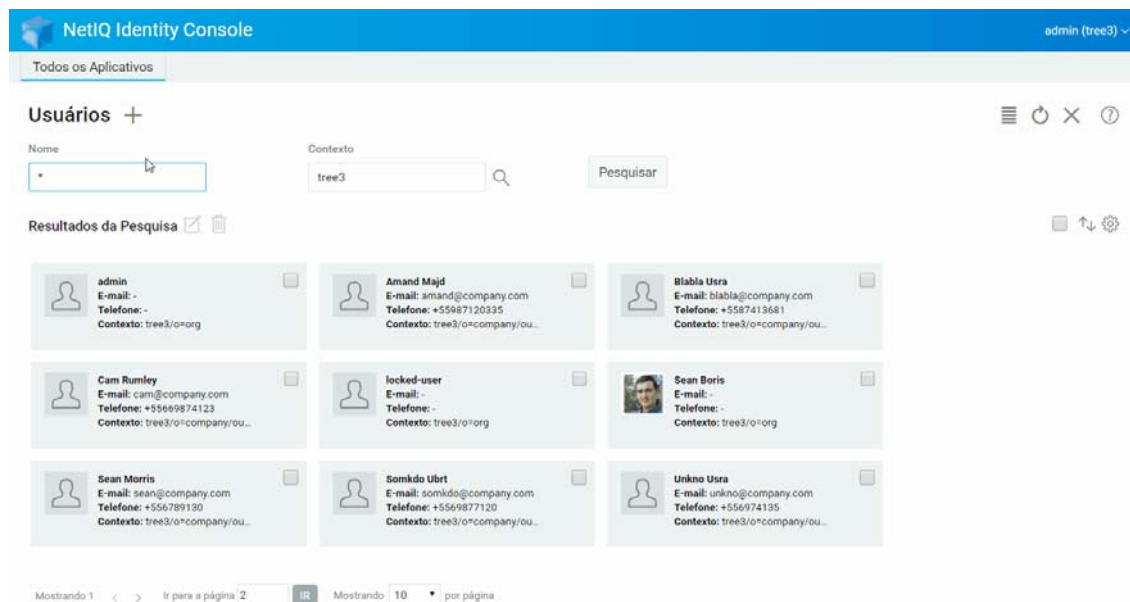 NetIQ Identity Console
admin (tree3)
Todos os Aplicativos
Usuários
Nome
Contexto
*
tree3
Pesquisar
Resultados da Pesquisa
admin
E-mail: -
Telefone: -
Contexto: tree3/o=org
Amand Majd
E-mail: amand@company.com
Telefone: +55987120335
Contexto: tree3/o=company/ou...
Blabla Usra
E-mail: blabla@company.com
Telefone: +5587413681
Contexto: tree3/o=company/ou...
Cam Rumley
E-mail: cam@company.com
Telefone: +55669874123
Contexto: tree3/o=company/ou...
locked-user
E-mail: -
Telefone: -
Contexto: tree3/o=org
Sean Boris
E-mail: -
Telefone: -
Contexto: tree3/o=org
Sean Morris
E-mail: sean@company.com
Telefone: +556789130
Contexto: tree3/o=company/ou...
Somkdo Ubrt
E-mail: somkdo@company.com
Telefone: +5569877120
Contexto: tree3/o=company/ou...
Unkno Usra
E-mail: unkno@company.com
Telefone: +556974135
Contexto: tree3/o=company/ou...
Mostrando 1 < > Ir para a página 2 IR Mostrando 10 por página